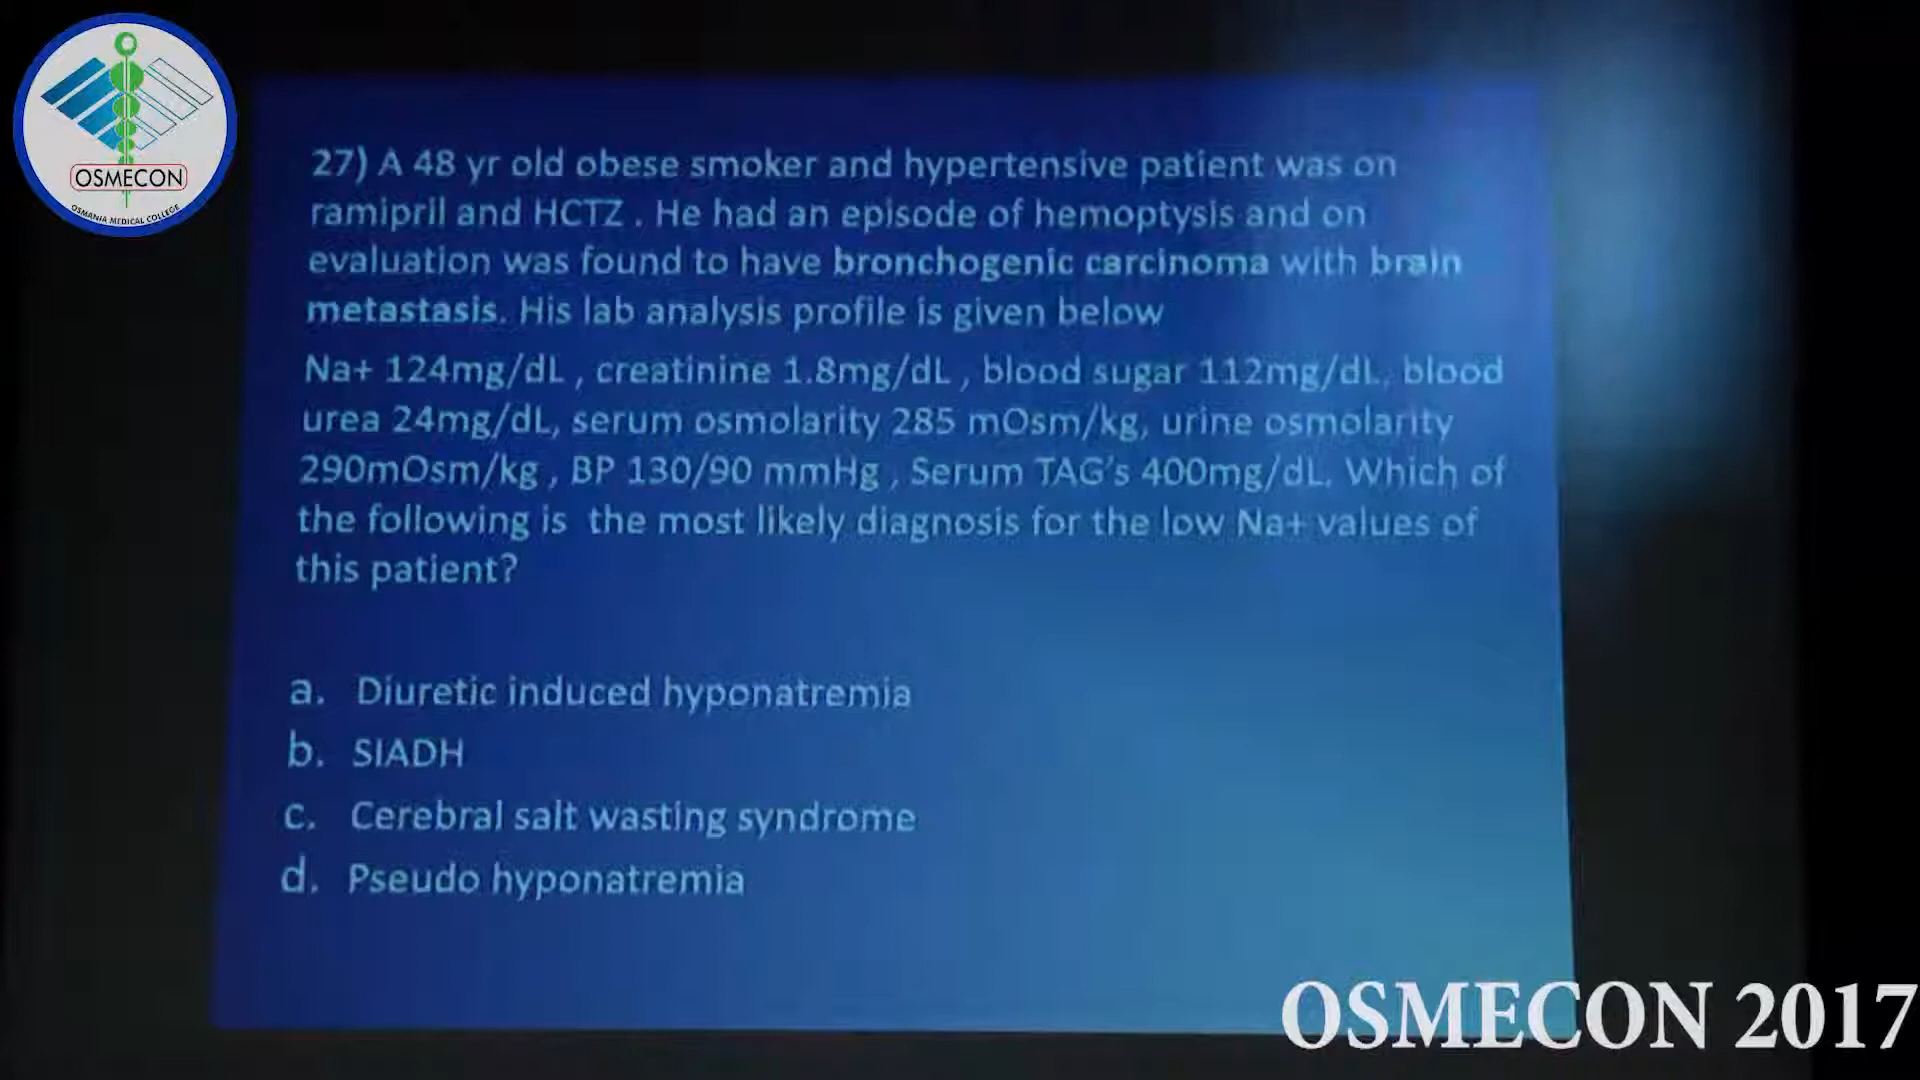 OSMECON
OSMANIA MEDICAL COLLEGE
27) A 48 yr old obese smoker and hypertensive patient was on
ramipril and HCTZ . He had an episode of hemoptysis and on
evaluation was found to have bronchogenic carcinoma with brain
metastasis. His lab analysis profile is given below
Na+ 124mg/dL , creatinine 1.8mg/dL , blood sugar 112mg/dL, blood
urea 24mg/dL, serum osmolarity 285 mOsm/kg, urine osmolarity
290mOsm/kg , BP 130/90 mmHg , Serum TAG's 400mg/dL. Which of
the following is the most likely diagnosis for the low Na+ values of
this patient?
a. Diuretic induced hyponatremia
b. SIADH
c. Cerebral salt wasting syndrome
d. Pseudo hyponatremia
OSMECON 2017